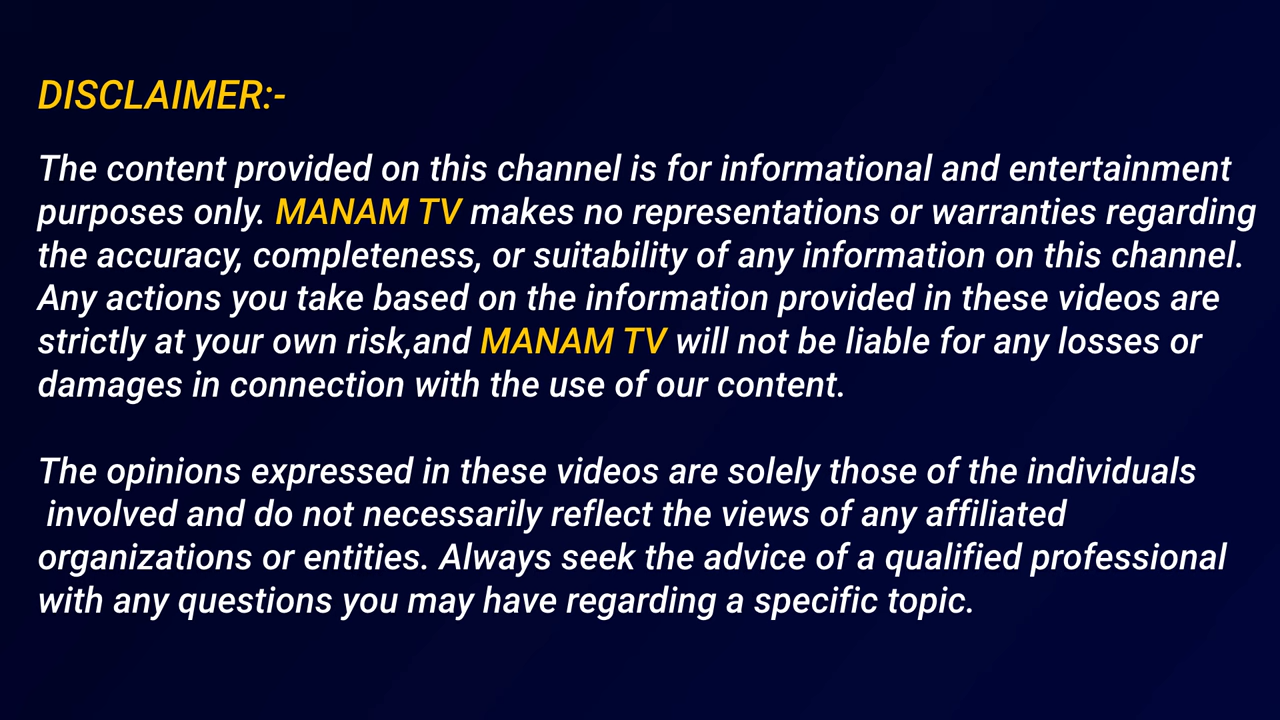 DISCLAIMER:-
The content provided on this channel is for informational and entertainment
purposes only. MANAM TV makes no representations or warranties regarding
the accuracy, completeness, or suitability of any information on this channel.
Any actions you take based on the information provided in these videos are
strictly at your own risk,and MANAM TV will not be liable for any losses or
damages in connection with the use of our content.
The opinions expressed in these videos are solely those of the individuals
involved and do not necessarily reflect the views of any affiliated
organizations or entities. Always seek the advice of a qualified professional
with any questions you may have regarding a specific topic.